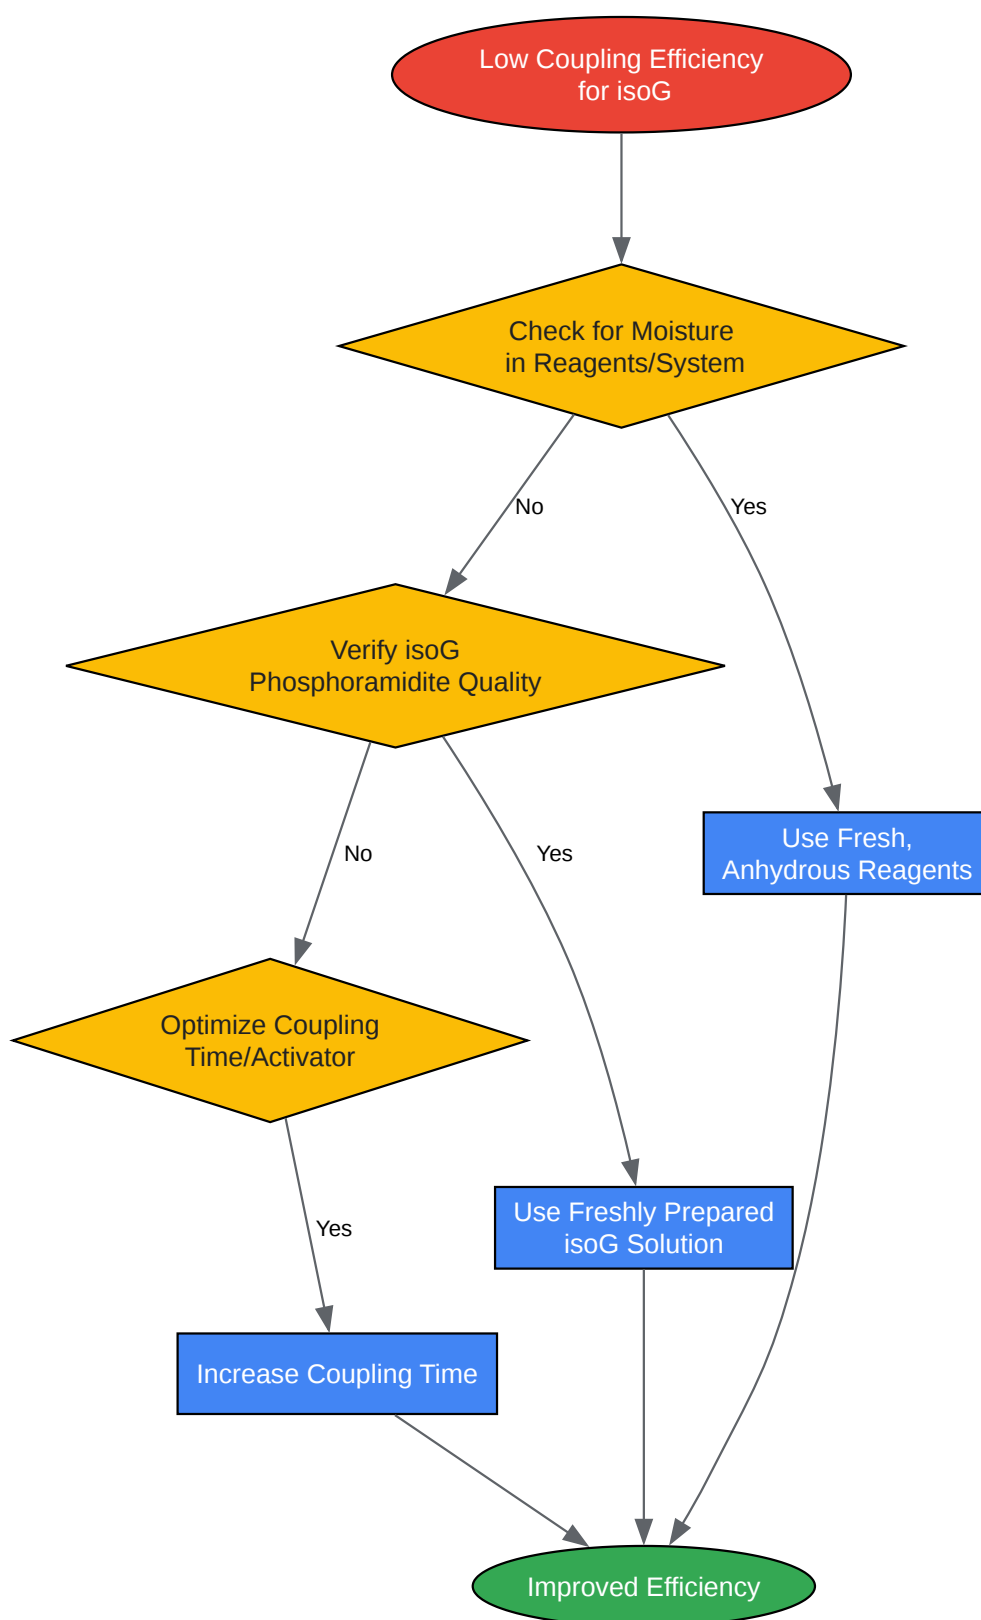 Low Coupling Efficiency
for isoG
Check for Moisture
in Reagents/System
No
Yes
Verify isoG
Phosphoramidite Quality
Use Fresh,
Anhydrous Reagents
No
Yes
Optimize Coupling
Time/Activator
Yes
Use Freshly Prepared
isoG Solution
Increase Coupling Time
Improved Efficiency